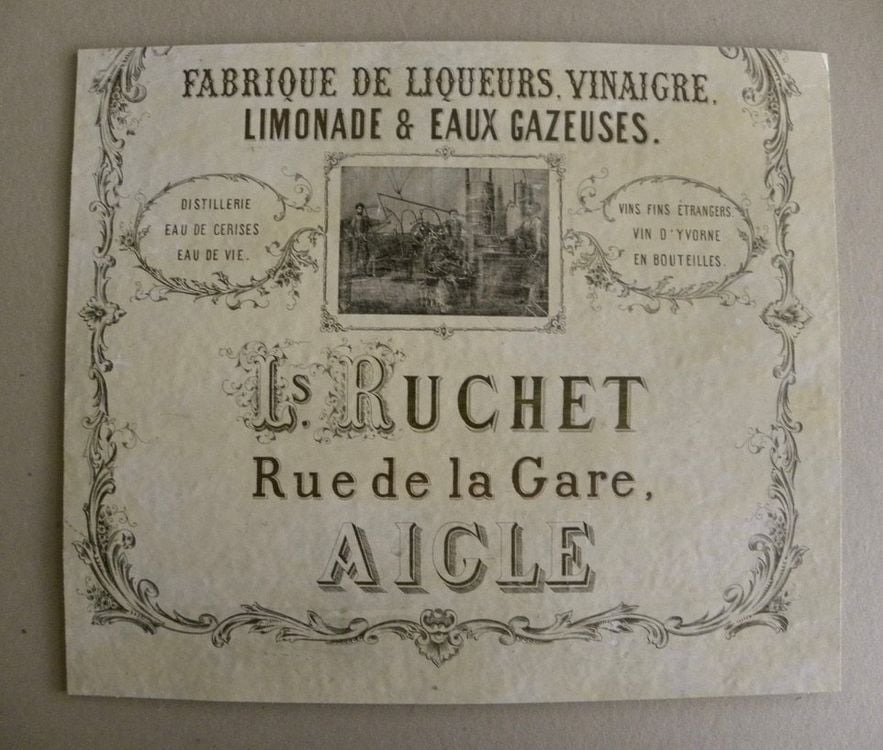 FABRIQUE DE LIQUEURS, VINAIGRE,
LIMONADE & EAUX GAZEUSES.
DISTILLERIE
EAU DE CERISES
EAU DE VIE.
VINS FINS ÉTRANGERS
VIN D'YVORNE
EN BOUTEILLES.
Ls. RUCHET
Rue de la Gare,
AIGLE